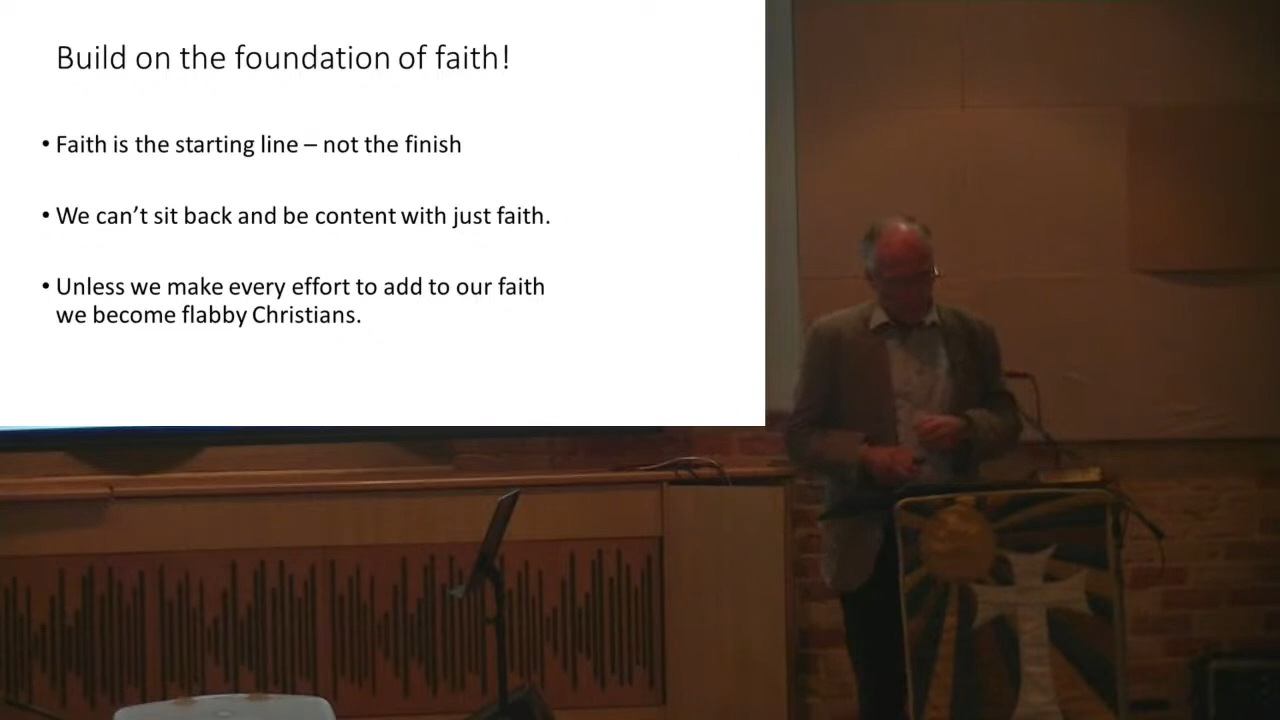 Build on the foundation of faith!
• Faith is the starting line – not the finish
• We can’t sit back and be content with just faith.
• Unless we make every effort to add to our faith
we become flabby Christians.